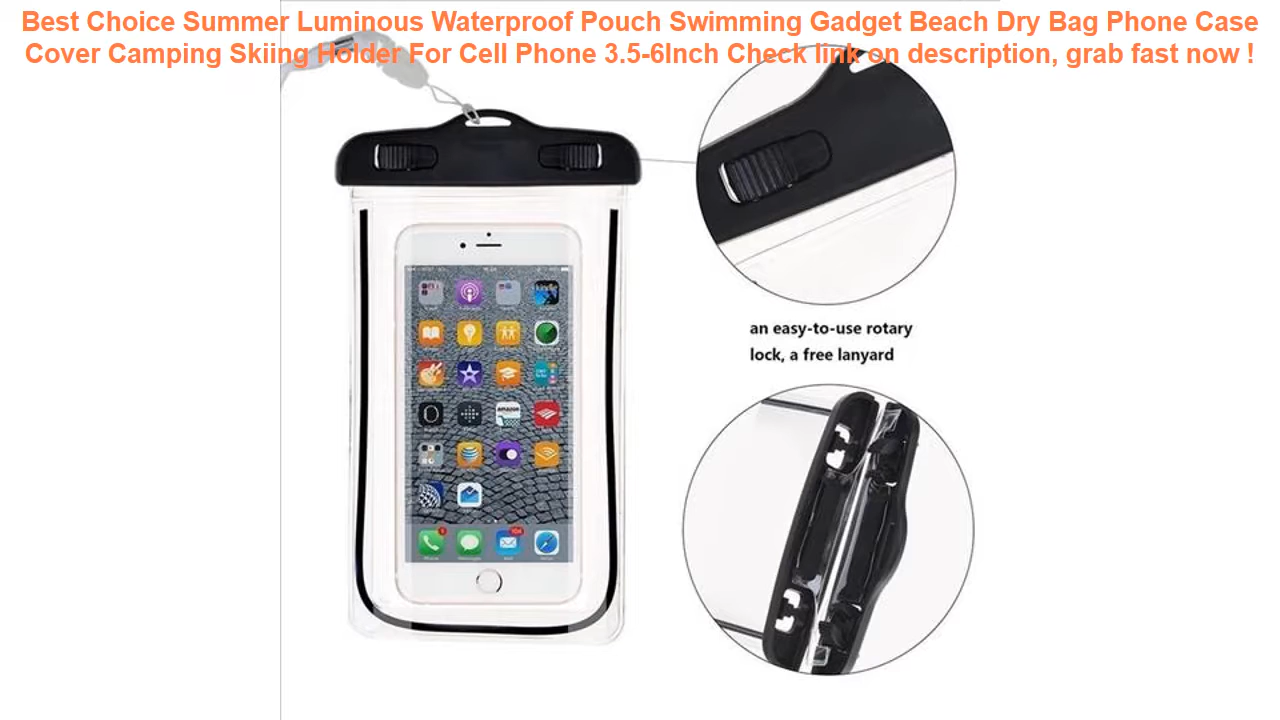 Best Choice Summer Luminous Waterproof Pouch Swimming Gadget Beach Dry Bag Phone Case
Cover Camping Skiing Holder For Cell Phone 3.5-6Inch Check link on description, grab fast now !
an easy-to-use rotary
lock, a free lanyard
kindle
amazon